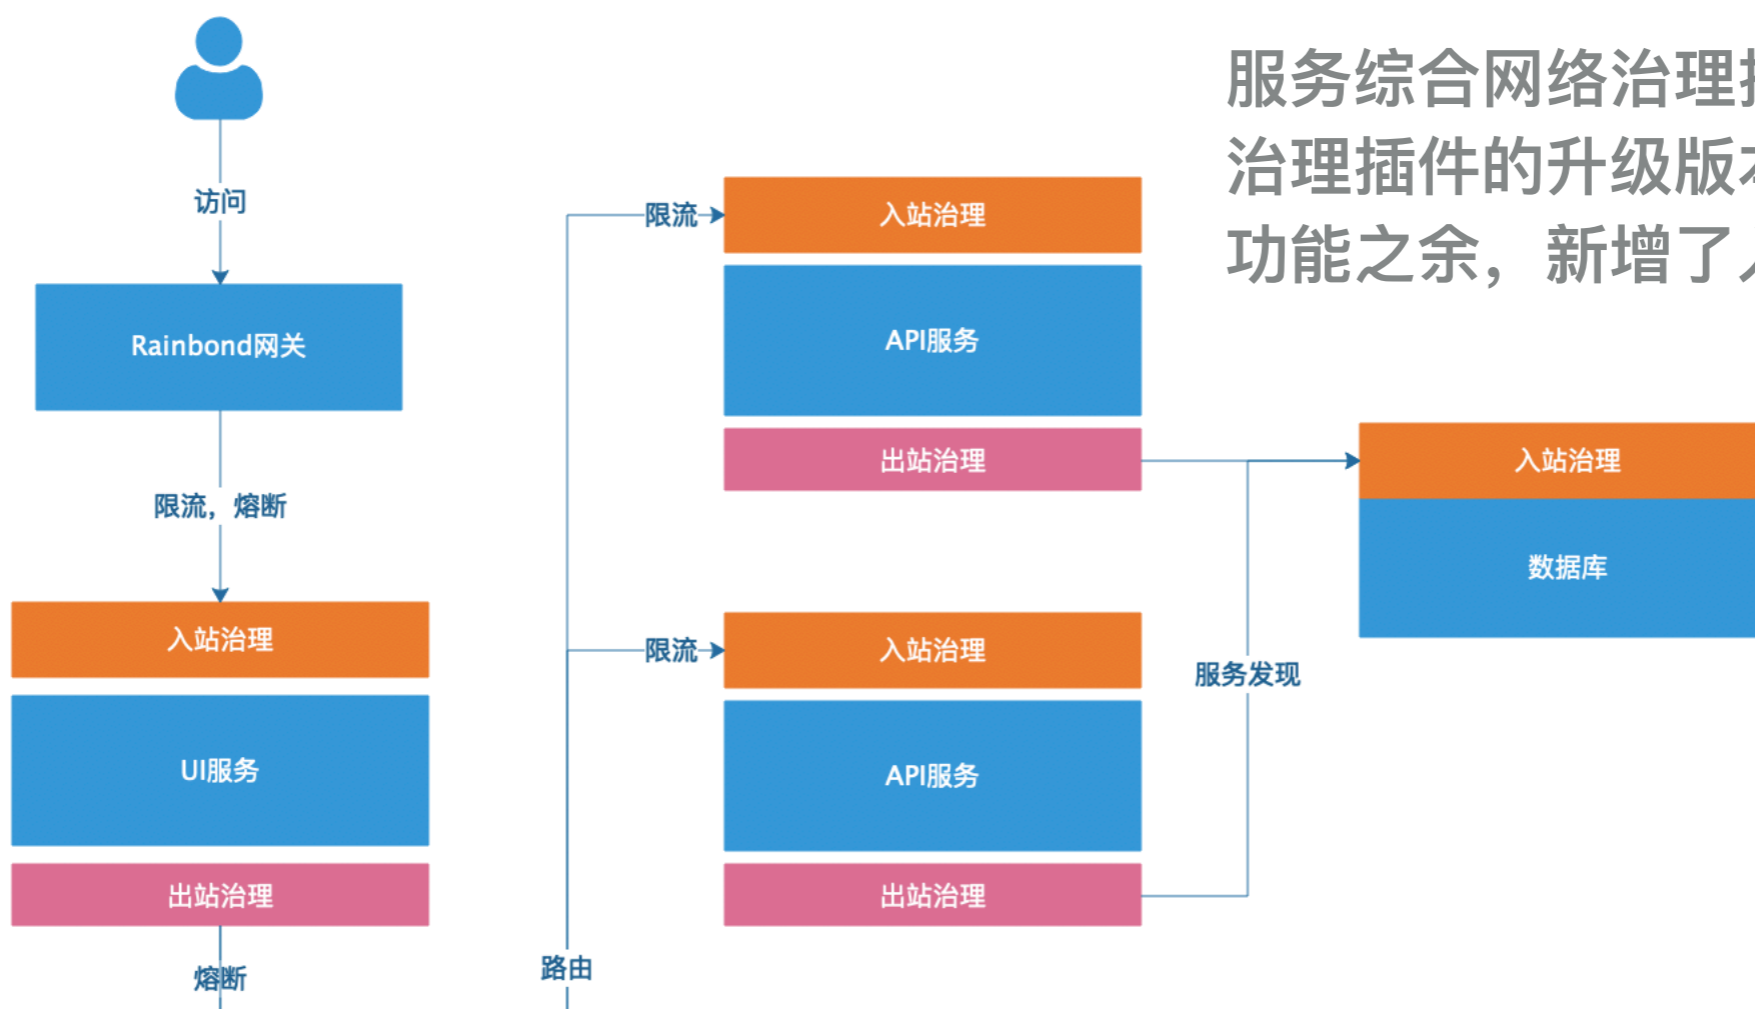 服务综合网络治理
治理插件的升级版
功能之余，新增了
访问
Rainbond网关
限流，熔断
入站治理
UI服务
出站治理
熔断
限流
入站治理
API服务
出站治理
限流
入站治理
API服务
出站治理
路由
服务发现
入站治理
数据库